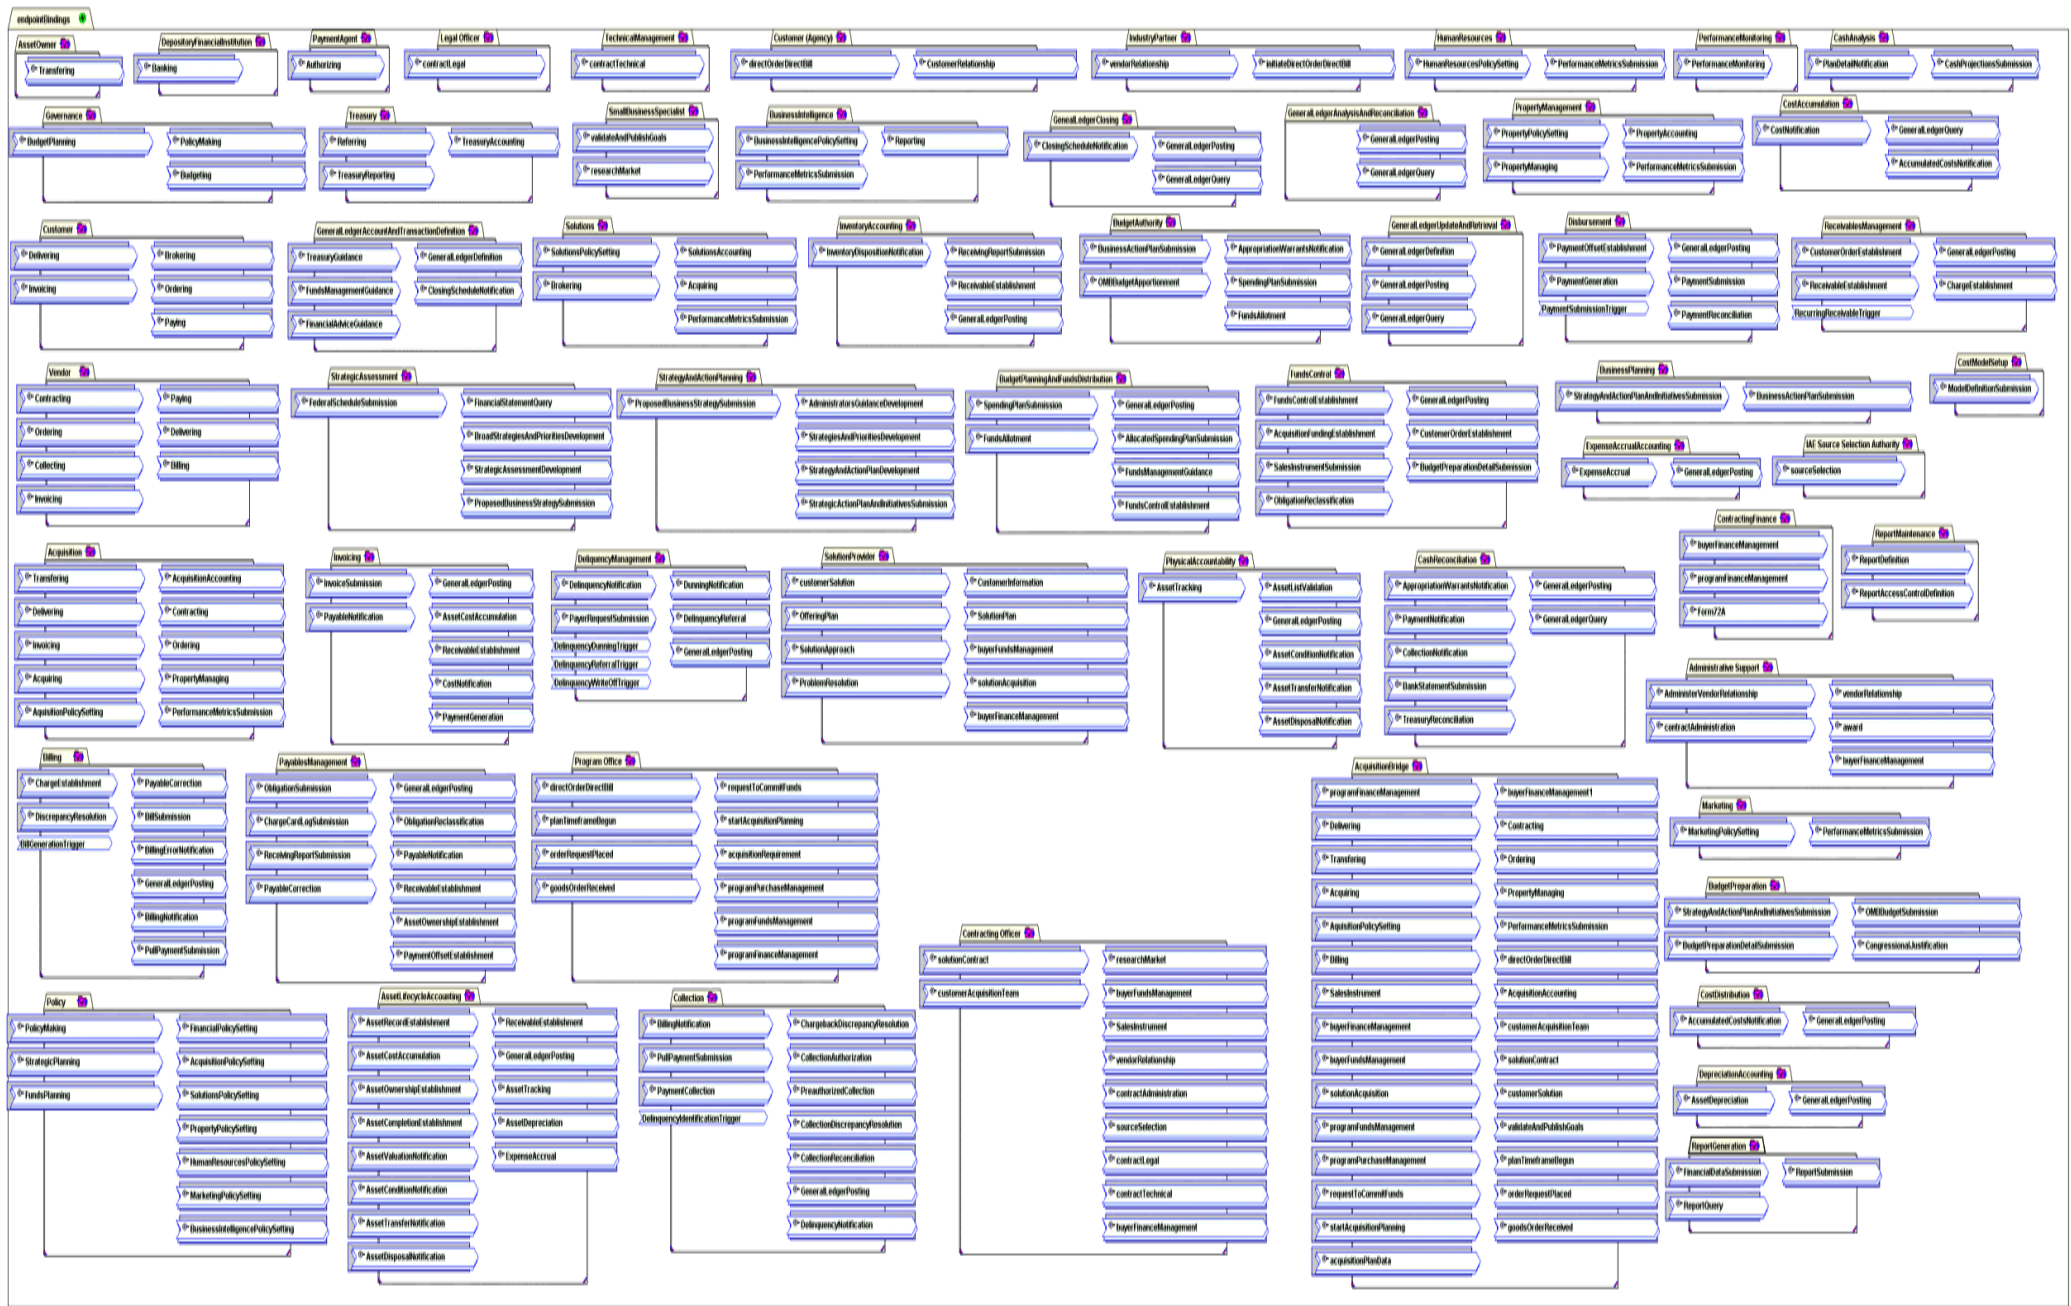 endpointBindings
AssetOwner
Transfering
DepositoryFinancialInstitution
Banking
PaymentAgent
Authorizing
Legal Officer
contractLegal
TechnicalManagement
contractTechnical
Customer (Agency)
directOrderDirectBill
CustomerRelationship
IndustryPartner
vendorRelationship
initiateDirectOrderDirectBill
HumanResources
HumanResourcesPolicySetting
PerformanceMetricsSubmission
PerformanceMonitoring
PerformanceMonitoring
CashAnalysis
PlanDetailNotification
CashProjectionsSubmission
Governance
BudgetPlanning
PolicyMaking
Budgeting
Treasury
Referring
TreasuryAccounting
TreasuryReporting
SmallBusinessSpecialist
validateAndPublishGoals
researchMarket
BusinessIntelligence
BusinessIntelligencePolicySetting
Reporting
PerformanceMetricsSubmission
GenealLedgerClosing
ClosingScheduleNotification
GeneralLedgerPosting
GeneralLedgerQuery
GeneralLedgerAnalysisAndReconciliation
GeneralLedgerPosting
GeneralLedgerQuery
PropertyManagement
PropertyPolicySetting
PropertyAccounting
PropertyManaging
PerformanceMetricsSubmission
CostAccumulation
CostNotification
GeneralLedgerQuery
AccumulatedCostsNotification
Customer
Delivering
Brokering
Invoicing
Ordering
Paying
GeneralLedgerAccountAndTransactionDefinition
TreasuryGuidance
GeneralLedgerDefinition
FundsManagementGuidance
ClosingScheduleNotification
FinancialAdviceGuidance
Solutions
SolutionsPolicySetting
SolutionsAccounting
Brokering
Acquiring
PerformanceMetricsSubmission
InventoryAccounting
InventoryDispositionNotification
ReceivingReportSubmission
ReceivableEstablishment
GeneralLedgerPosting
BudgetAuthority
BusinessActionPlanSubmission
AppropriationWarrantsNotification
OMBBudgetApportionment
SpendingPlanSubmission
FundsAllotment
GeneralLedgerUpdateAndRetrieval
GeneralLedgerDefinition
GeneralLedgerPosting
GeneralLedgerQuery
Disbursement
PaymentOffsetEstablishment
GeneralLedgerPosting
PaymentGeneration
PaymentSubmission
PaymentSubmissionTrigger
PaymentReconciliation
ReceivablesManagement
CustomerOrderEstablishment
GeneralLedgerPosting
ReceivableEstablishment
ChargeEstablishment
RecurringReceivableTrigger
Vendor
Contracting
Paying
Ordering
Delivering
Collecting
Billing
Invoicing
StrategicAssessment
FederalScheduleSubmission
FinancialStatementQuery
BroadStrategiesAndPrioritiesDevelopment
StrategicAssessmentDevelopment
ProposedBusinessStrategySubmission
StrategyAndActionPlanning
ProposedBusinessStrategySubmission
AdministratorsGuidanceDevelopment
StrategiesAndPrioritiesDevelopment
StrategyAndActionPlanDevelopment
StrategicActionPlanAndInitiativesSubmission
BudgetPlanningAndFundsDistribution
SpendingPlanSubmission
GeneralLedgerPosting
FundsAllotment
AllocatedSpendingPlanSubmission
FundsManagementGuidance
FundsControlEstablishment
FundsControl
FundsControlEstablishment
GeneralLedgerPosting
AcquisitionFundingEstablishment
CustomerOrderEstablishment
SalesInstrumentSubmission
BudgetPreparationDetailSubmission
ObligationReclassification
BusinessPlanning
StrategyAndActionPlanAndInitiativesSubmission
BusinessActionPlanSubmission
CostModelSetup
ModelDefinitionSubmission
ExpenseAccrualAccounting
ExpenseAccrual
GeneralLedgerPosting
IAE Source Selection Authority
sourceSelection
Acquisition
Transfering
AcquisitionAccounting
Delivering
Contracting
Invoicing
Ordering
Acquiring
PropertyManaging
AquisitionPolicySetting
PerformanceMetricsSubmission
Invoicing
InvoiceSubmission
GeneralLedgerPosting
PayableNotification
AssetCostAccumulation
ReceivableEstablishment
CostNotification
PaymentGeneration
DeliquencyManagement
DelinquencyNotification
DunningNotification
PayerRequestSubmission
DelinquencyReferral
DelinquencyDunningTrigger
GeneralLedgerPosting
DelinquencyReferralTrigger
DelinquencyWriteOffTrigger
SolutionProvider
customerSolution
CustomerInformation
OfferingPlan
SolutionPlan
SolutionApproach
buyerFundsManagement
ProblemResolution
solutionAcquisition
buyerFinanceManagement
PhysicalAccountability
AssetTracking
AssetListValidation
GeneralLedgerPosting
AssetConditionNotification
AssetTransferNotification
AssetDisposalNotification
CashReconciliation
AppropriationWarrantsNotification
GeneralLedgerPosting
PaymentNotification
GeneralLedgerQuery
CollectionNotification
BankStatementSubmission
TreasuryReconciliation
ContractingFinance
buyerFinanceManagement
programFinanceManagement
Form72A
ReportMaintenance
ReportDefinition
ReportAccessControlDefinition
Administrative Support
AdministerVendorRelationship
vendorRelationship
contractAdministration
award
buyerFinanceManagement
Billing
ChargeEstablishment
PayableCorrection
DiscrepancyResolution
BillSubmission
BillGenerationTrigger
BillingErrorNotification
GeneralLedgerPosting
BillingNotification
PullPaymentSubmission
PayablesManagement
ObligationSubmission
GeneralLedgerPosting
ChargeCardLogSubmission
ObligationReclassification
ReceivingReportSubmission
PayableNotification
PayableCorrection
ReceivableEstablishment
AssetOwnershipEstablishment
PaymentOffsetEstablishment
Program Office
directOrderDirectBill
requestToCommitFunds
planTimeframeBegun
startAcquisitionPlanning
orderRequestPlaced
acquisitionRequirement
goodsOrderReceived
programPurchaseManagement
programFundsManagement
programFinanceManagement
Contracting Officer
solutionContract
researchMarket
customerAcquisitionTeam
buyerFundsManagement
SalesInstrument
vendorRelationship
contractAdministration
sourceSelection
contractLegal
contractTechnical
buyerFinanceManagement
AcquisitionBridge
programFinanceManagement
buyerFinanceManagement1
Delivering
Contracting
Transfering
Ordering
Acquiring
PropertyManaging
AquisitionPolicySetting
PerformanceMetricsSubmission
Billing
directOrderDirectBill
SalesInstrument
AcquisitionAccounting
buyerFinanceManagement
customerAcquisitionTeam
buyerFundsManagement
solutionContract
solutionAcquisition
customerSolution
programFundsManagement
validateAndPublishGoals
programPurchaseManagement
planTimeframeBegun
requestToCommitFunds
orderRequestPlaced
startAcquisitionPlanning
goodsOrderReceived
acquisitionPlanData
Marketing
MarketingPolicySetting
PerformanceMetricsSubmission
BudgetPreparation
StrategyAndActionPlanAndInitiativesSubmission
OMBBudgetSubmission
BudgetPreparationDetailSubmission
CongressionalJustification
CostDistribution
AccumulatedCostsNotification
GeneralLedgerPosting
DepreciationAccounting
AssetDepreciation
GeneralLedgerPosting
ReportGeneration
FinancialDataSubmission
ReportSubmission
ReportQuery
Policy
PolicyMaking
FinancialPolicySetting
StrategicPlanning
AcquisitionPolicySetting
FundsPlanning
SolutionsPolicySetting
PropertyPolicySetting
HumanResourcesPolicySetting
MarketingPolicySetting
BusinessIntelligencePolicySetting
AssetLifecycleAccounting
AssetRecordEstablishment
ReceivableEstablishment
AssetCostAccumulation
GeneralLedgerPosting
AssetOwnershipEstablishment
AssetTracking
AssetCompletionEstablishment
AssetDepreciation
AssetValuationNotification
ExpenseAccrual
AssetConditionNotification
AssetTransferNotification
AssetDisposalNotification
Collection
BillingNotification
ChargebackDiscrepancyResolution
PullPaymentSubmission
CollectionAuthorization
PaymentCollection
PreauthorizedCollection
DelinquencyIdentificationTrigger
CollectionDiscrepancyResolution
CollectionReconciliation
GeneralLedgerPosting
DelinquencyNotification